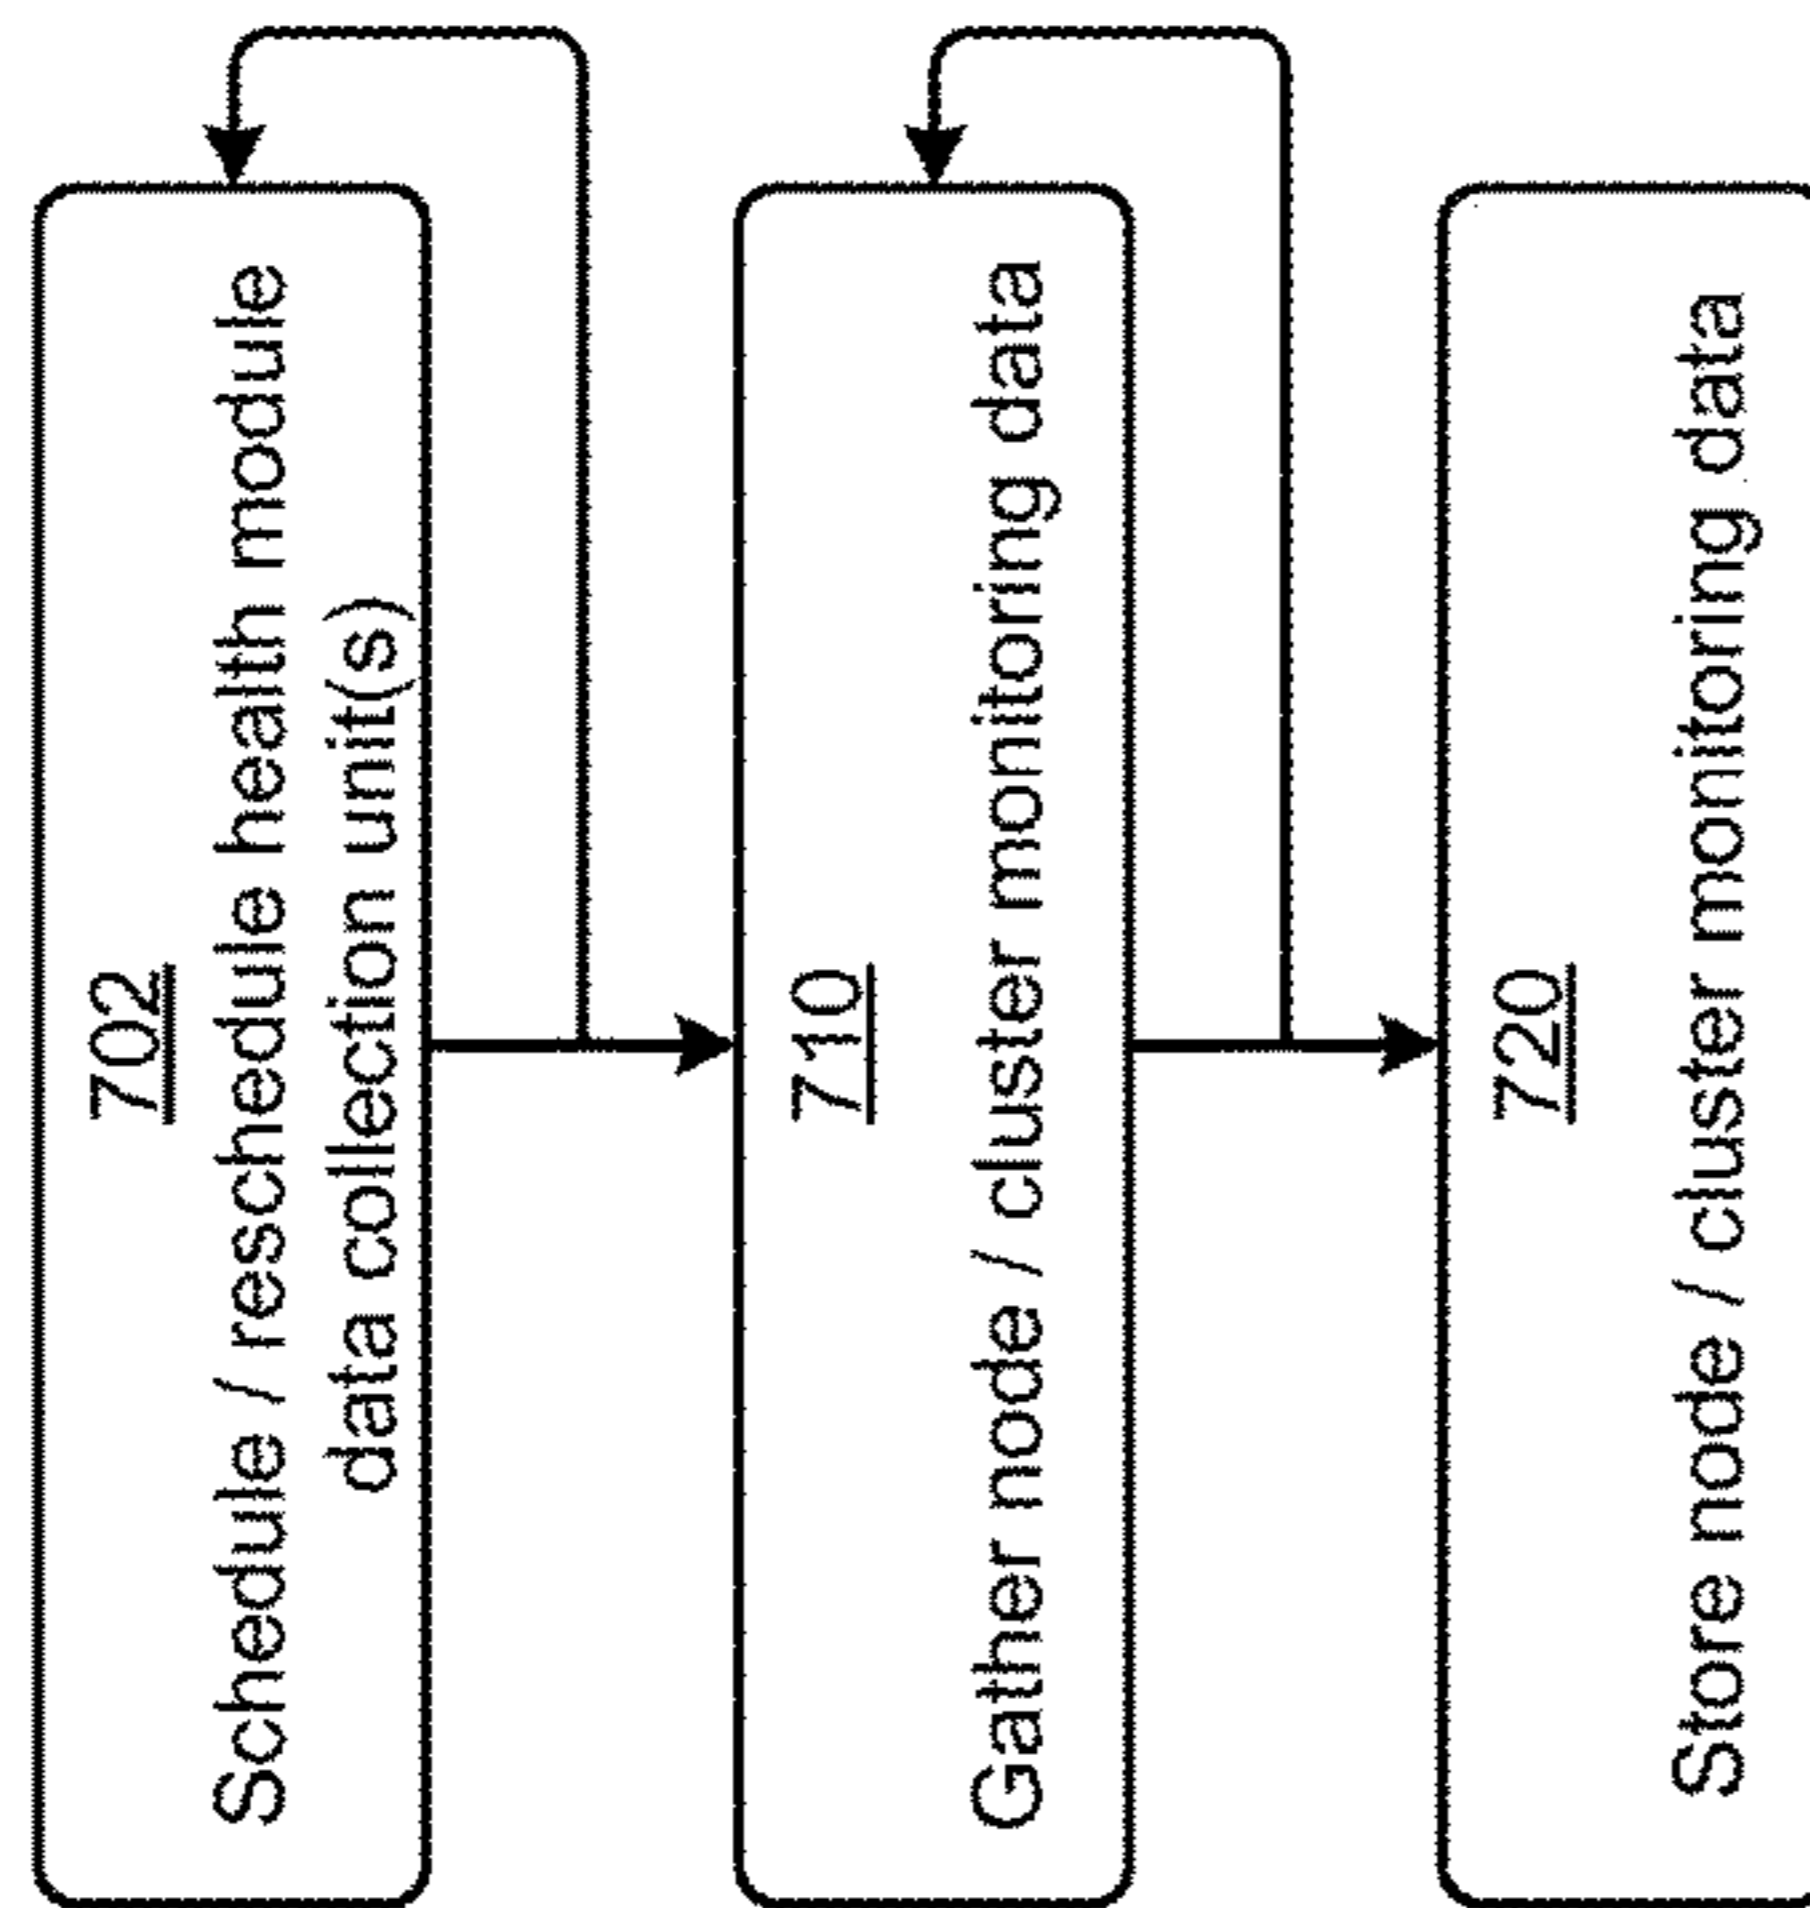 702
Schedule / reschedule health module
data collection unit(s)
710
Gather node / cluster monitoring data
720
Store node / cluster monitoring data